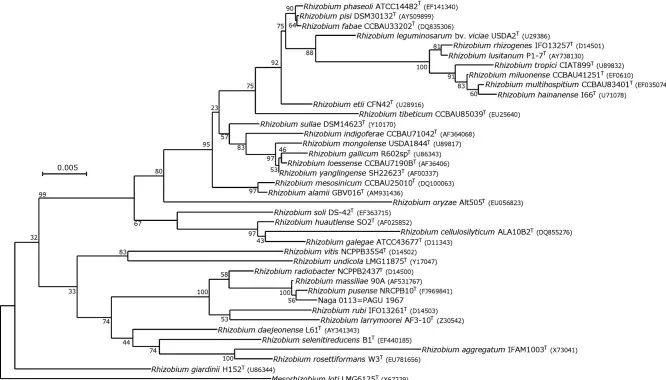 90
Rhizobium phaseoli ATCC14482T (EF141340)
75
Rhizobium pisi DSM30132T (AY509899)
64
Rhizobium fabae CCBAU33202T (DQ835306)
Rhizobium leguminosarum bv. viciae USDA2T (U29386)
88
81
Rhizobium rhizogenes IFO13257T (D14501)
Rhizobium lusitanum P1-7T (AY738130)
92
100
Rhizobium tropici CIAT899T (U89832)
91
Rhizobium miluonense CCBAU41251T (EF0610)
75
83
Rhizobium multihospitium CCBAU83401T (EF035074
60
Rhizobium hainanense I66T (U71078)
Rhizobium etli CFN42T (U28916)
23
Rhizobium tibeticum CCBAU85039T (EU25640)
Rhizobium sullae DSM14623T (Y10170)
57
Rhizobium indigoferae CCBAU71042T (AF364068)
95
83
Rhizobium mongolense USDA1844T (U89817)
46
Rhizobium gallicum R602spT (U86343)
97
Rhizobium loessense CCBAU7190BT (AF36406)
0.005
80
53
Rhizobium yanglingense SH22623T (AF00337)
Rhizobium mesosinicum CCBAU25010T (DQ100063)
97
Rhizobium alamii GBV016T (AM931436)
99
Rhizobium oryzae Alt505T (EU056823)
Rhizobium soli DS-42T (EF363715)
67
Rhizobium huautlense SO2T (AF025852)
97
Rhizobium cellulosilyticum ALA10B2T (DQ855276)
32
43
Rhizobium galegae ATCC43677T (D11343)
83
Rhizobium vitis NCPPB3554T (D14502)
Rhizobium undicola LMG11875T (Y17047)
58
Rhizobium radiobacter NCPPB2437T (D14500)
Rhizobium massiliae 90A (AF531767)
33
100
100
Rhizobium pusense NRCPB10T (FJ969841)
56
Naga 0113=PAGU 1967
Rhizobium rubi IFO13261T (D14503)
74
53
Rhizobium larrymoorei AF3-10T (Z30542)
Rhizobium daejeonense L61T (AY341343)
44
Rhizobium selenitireducens B1T (EF440185)
74
Rhizobium aggregatum IFAM1003T (X73041)
100
Rhizobium rosettiformans W3T (EU781656)
Rhizobium giardinii H152T (U86344)
Mesorhizobium loti LMG6125T (X67229)